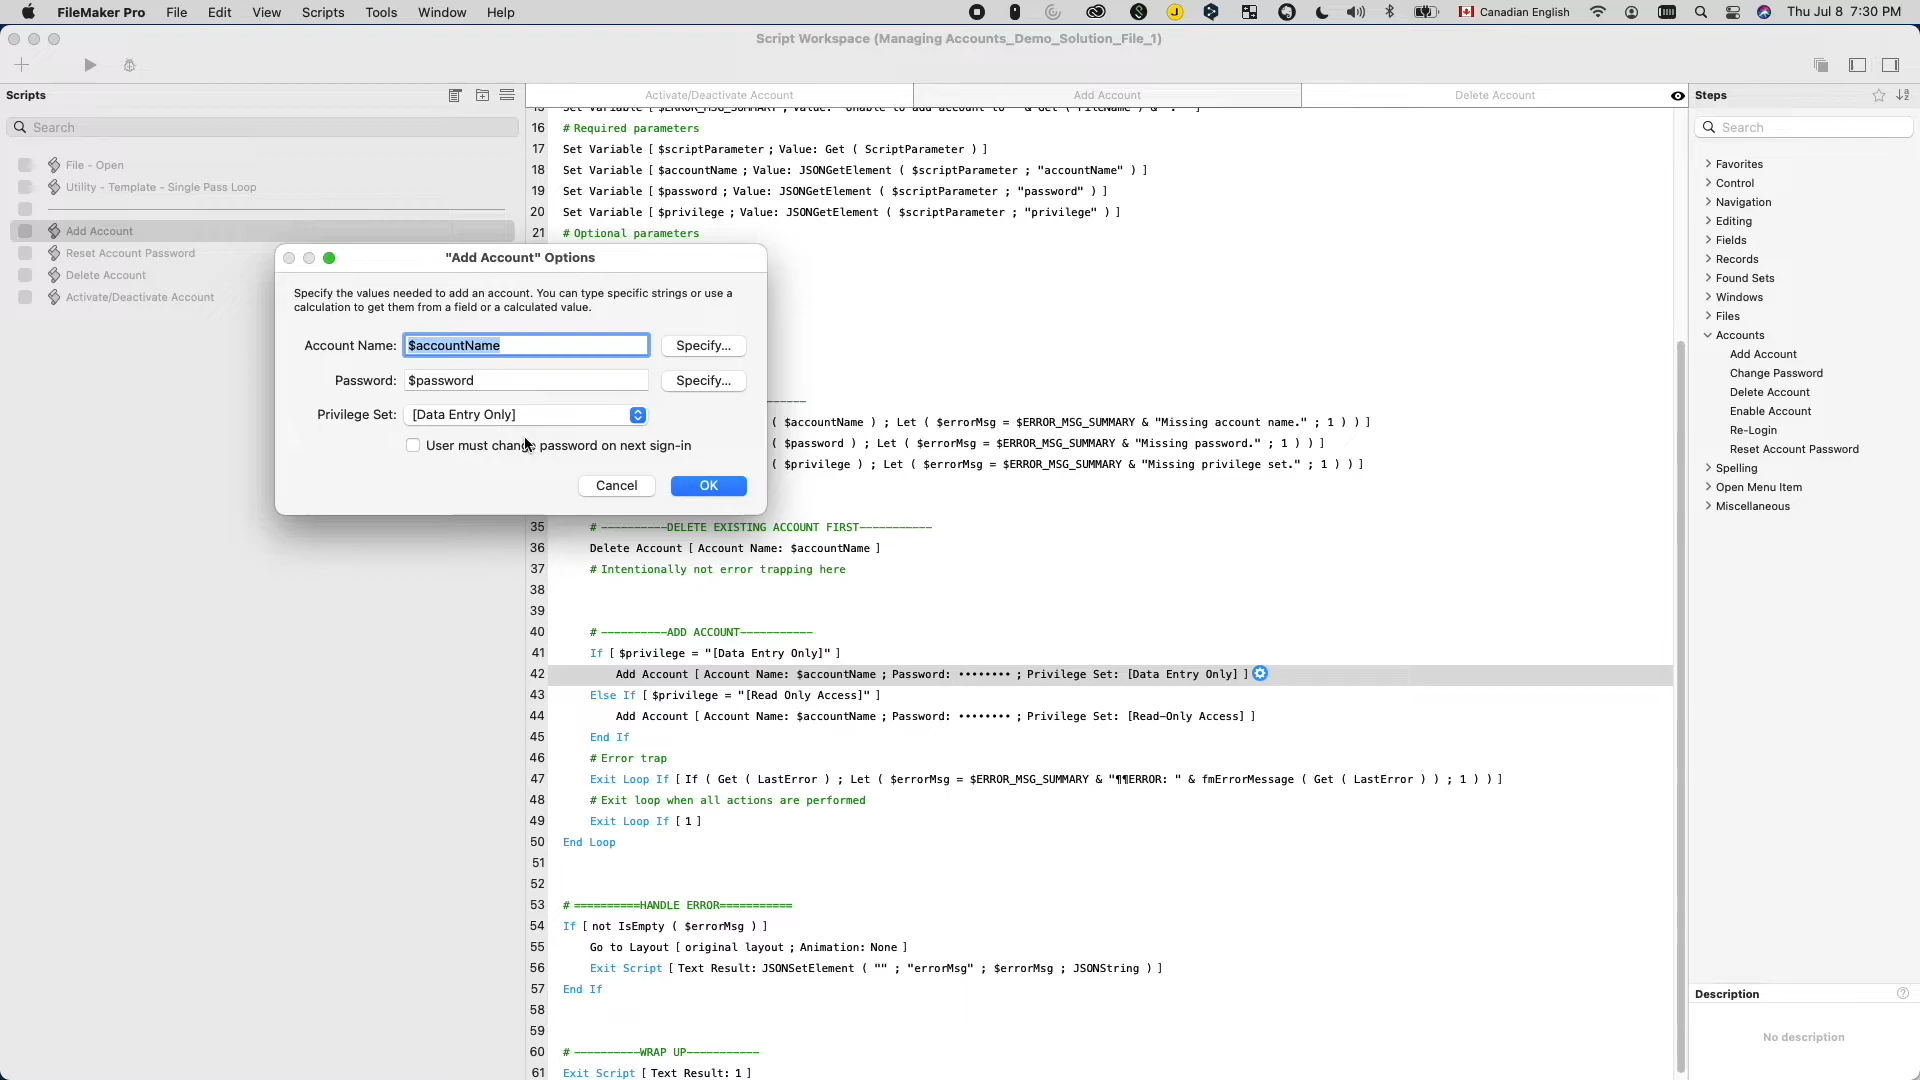 FileMaker Pro File Edit View Scripts Tools Window Help Canadian English Thu Jul 8 7:30 PM
Script Workspace (Managing Accounts_Demo_Solution_File_1)
Scripts
Activate/Deactivate Account Add Account Delete Account
Steps
Search
Search
File - Open
Utility - Template - Single Pass Loop
Add Account
Reset Account Password
Delete Account
Activate/Deactivate Account
"Add Account" Options
Specify the values needed to add an account. You can type specific strings or use a
calculation to get them from a field or a calculated value.
Account Name: $accountName Specify...
Password: $password Specify...
Privilege Set: [Data Entry Only]
User must change password on next sign-in
Cancel OK
16 # Required parameters
17 Set Variable [ $scriptParameter ; Value: Get ( ScriptParameter ) ]
18 Set Variable [ $accountName ; Value: JSONGetElement ( $scriptParameter ; "accountName" ) ]
19 Set Variable [ $password ; Value: JSONGetElement ( $scriptParameter ; "password" ) ]
20 Set Variable [ $privilege ; Value: JSONGetElement ( $scriptParameter ; "privilege" ) ]
21 # Optional parameters
( $accountName ) ; Let ( $errorMsg = $ERROR_MSG_SUMMARY & "Missing account name." ; 1 ) ) ]
( $password ) ; Let ( $errorMsg = $ERROR_MSG_SUMMARY & "Missing password." ; 1 ) ) ]
( $privilege ) ; Let ( $errorMsg = $ERROR_MSG_SUMMARY & "Missing privilege set." ; 1 ) ) ]
35 # ----------DELETE EXISTING ACCOUNT FIRST-----------
36 Delete Account [ Account Name: $accountName ]
37 # Intentionally not error trapping here
38
39
40 # ----------ADD ACCOUNT-----------
41 If [ $privilege = "[Data Entry Only]" ]
42 Add Account [ Account Name: $accountName ; Password: •••••••• ; Privilege Set: [Data Entry Only] ]
43 Else If [ $privilege = "[Read Only Access]" ]
44 Add Account [ Account Name: $accountName ; Password: •••••••• ; Privilege Set: [Read-Only Access] ]
45 End If
46 # Error trap
47 Exit Loop If [ If ( Get ( LastError ) ; Let ( $errorMsg = $ERROR_MSG_SUMMARY & "¶¶ERROR: " & fmErrorMessage ( Get ( LastError ) ) ; 1 ) ) ]
48 # Exit loop when all actions are performed
49 Exit Loop If [ 1 ]
50 End Loop
51
52
53 # ==========HANDLE ERROR===========
54 If [ not IsEmpty ( $errorMsg ) ]
55 Go to Layout [ original layout ; Animation: None ]
56 Exit Script [ Text Result: JSONSetElement ( "" ; "errorMsg" ; $errorMsg ; JSONString ) ]
57 End If
58
59
60 # ----------WRAP UP-----------
61 Exit Script [ Text Result: 1 ]
Favorites
Control
Navigation
Editing
Fields
Records
Found Sets
Windows
Files
Accounts
Add Account
Change Password
Delete Account
Enable Account
Re-Login
Reset Account Password
Spelling
Open Menu Item
Miscellaneous
Description
No description